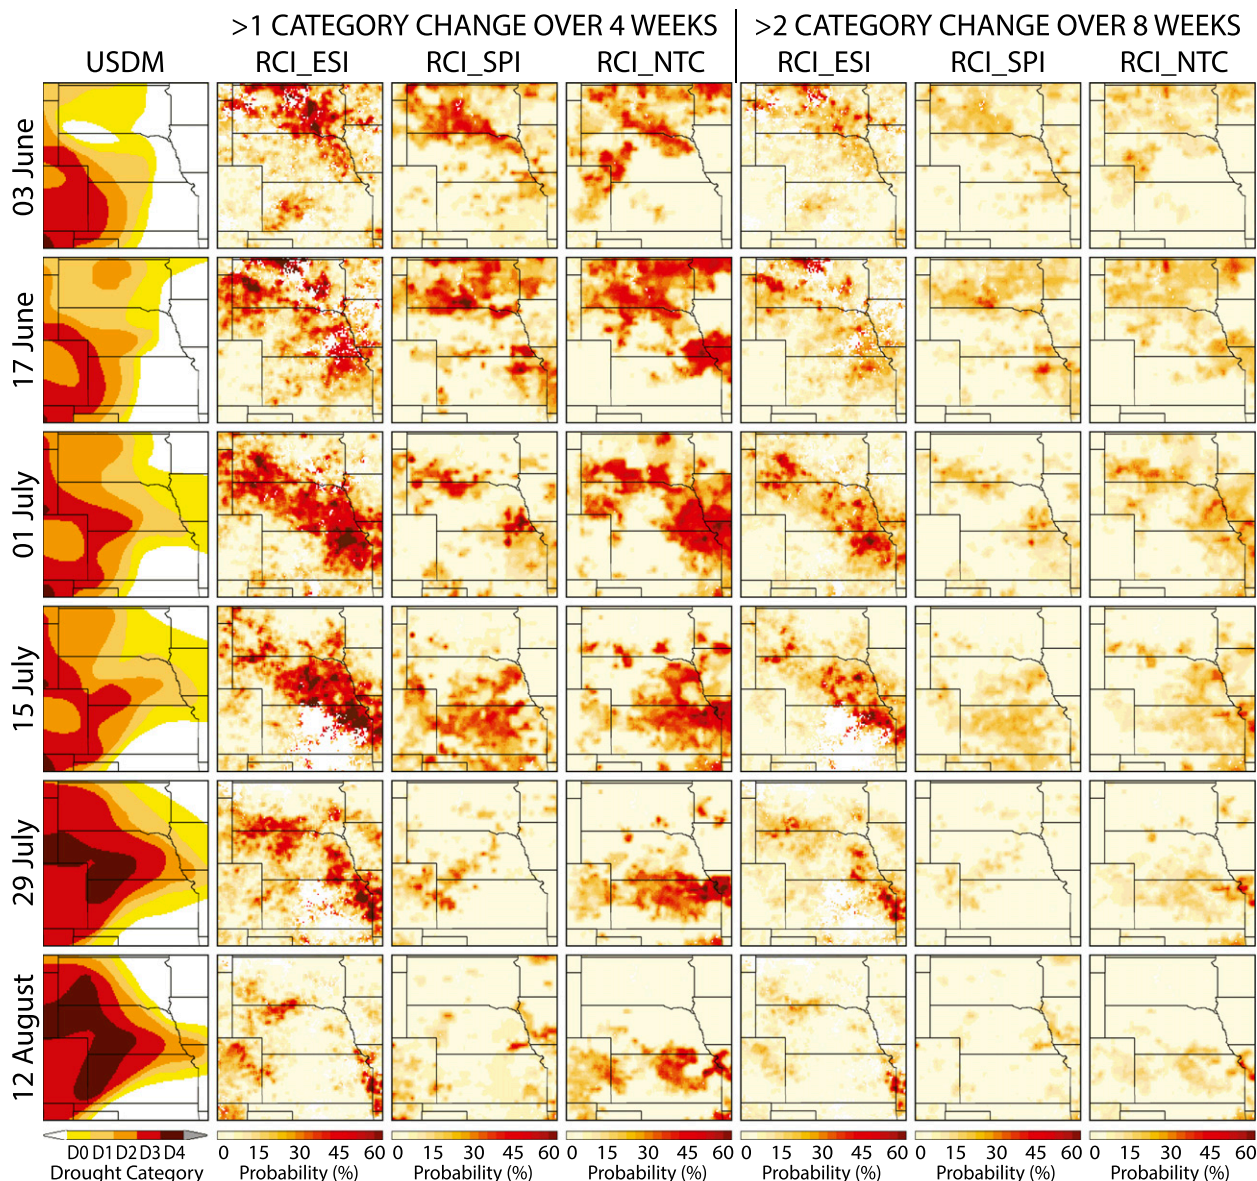 >1 CATEGORY CHANGE OVER 4 WEEKS
>2 CATEGORY CHANGE OVER 8 WEEKS
USDM
RCI_ESI
RCI_SPI
RCI_NTC
RCI_ESI
RCI_SPI
RCI_NTC
03 June
17 June
01 July
15 July
29 July
12 August
D0 D1 D2 D3 D4
Drought Category
0 15 30 45 60
Probability (%)
0 15 30 45 60
Probability (%)
0 15 30 45 60
Probability (%)
0 15 30 45 60
Probability (%)
0 15 30 45 60
Probability (%)
0 15 30 45 60
Probability (%)